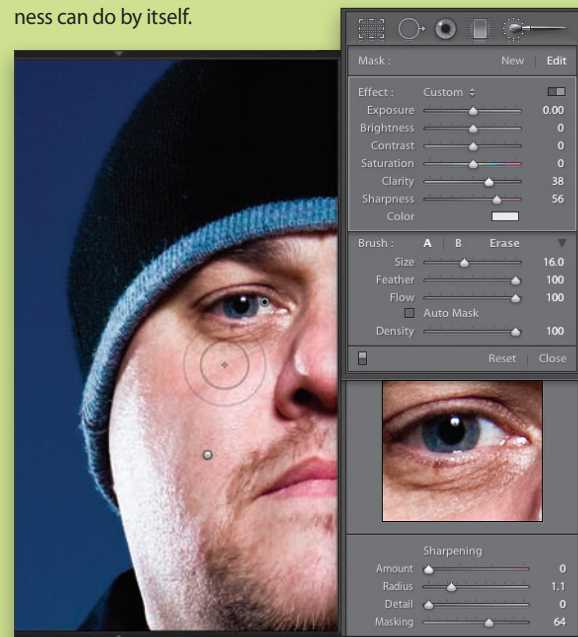 ness can do by itself.
Mask : New Edit
Effect : Custom
Exposure 0.00
Brightness 0
Contrast 0
Saturation 0
Clarity 38
Sharpness 56
Color
Brush : A B Erase
Size 16.0
Feather 100
Flow 100
Auto Mask
Density 100
Reset Close
Sharpening
Amount 0
Radius 1.1
Detail 0
Masking 64